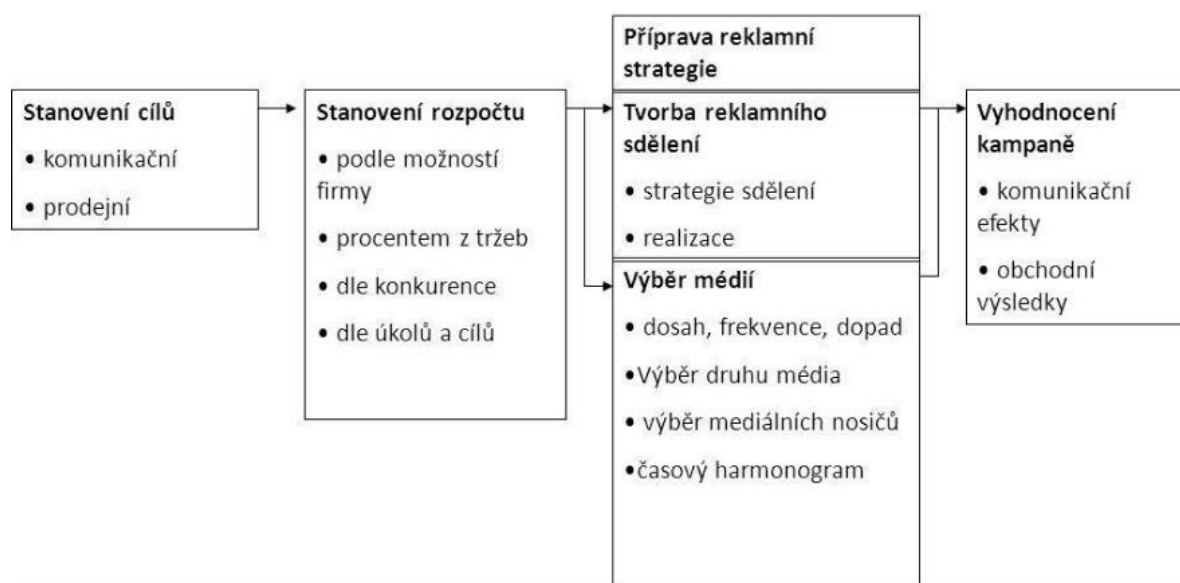 Stanovení cílů
• komunikační
• prodejní
Stanovení rozpočtu
• podle možností
firmy
• procentem z tržeb
• dle konkurence
• dle úkolů a cílů
Příprava reklamní
strategie
Tvorba reklamního
sdělení
• strategie sdělení
• realizace
Výběr médií
• dosah, frekvence, dopad
•Výběr druhu média
• výběr mediálních nosičů
•časový harmonogram
Vyhodnocení
kampaně
• komunikační
efekty
• obchodní
výsledky